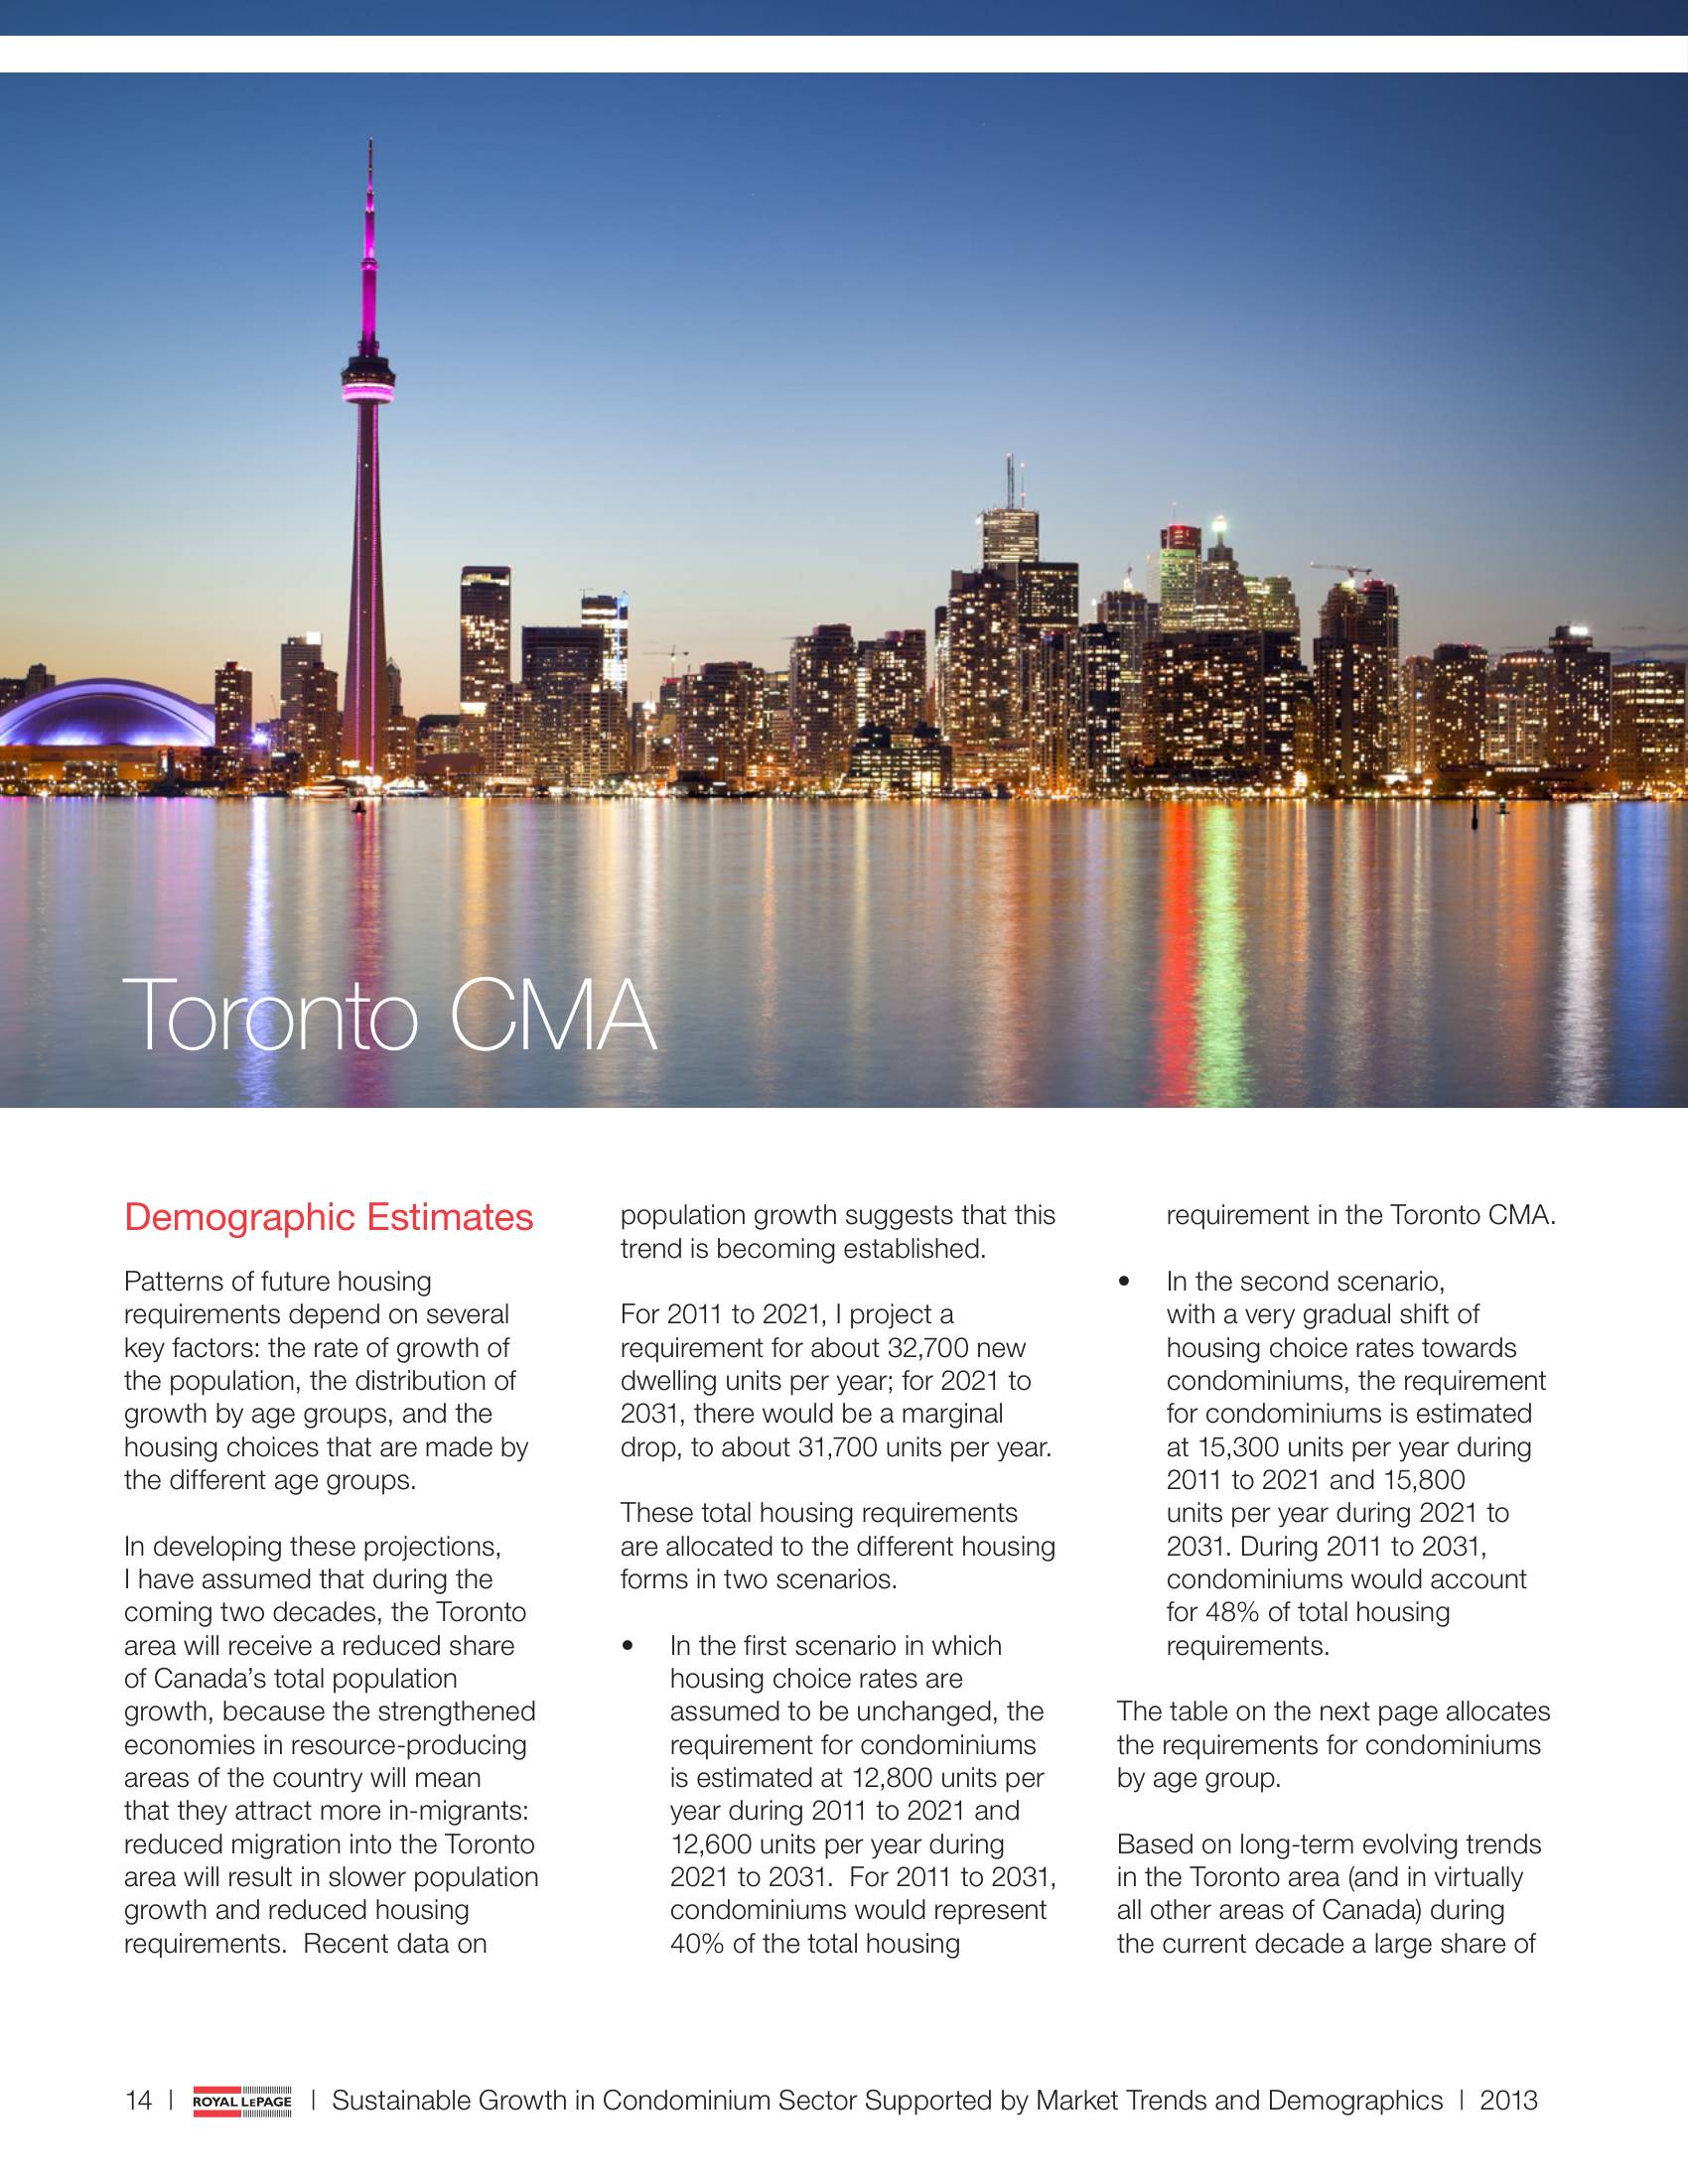 Toronto CMA
Demographic Estimates
Patterns of future housing
requirements depend on several
key factors: the rate of growth of
the population, the distribution of
growth by age groups, and the
housing choices that are made by
the different age groups.
In developing these projections,
I have assumed that during the
coming two decades, the Toronto
area will receive a reduced share
of Canada’s total population
growth, because the strengthened
economies in resource-producing
areas of the country will mean
that they attract more in-migrants:
reduced migration into the Toronto
area will result in slower population
growth and reduced housing
requirements.  Recent data on
population growth suggests that this
trend is becoming established.
For 2011 to 2021, I project a
requirement for about 32,700 new
dwelling units per year; for 2021 to
2031, there would be a marginal
drop, to about 31,700 units per year.
These total housing requirements
are allocated to the different housing
forms in two scenarios.
• In the first scenario in which
housing choice rates are
assumed to be unchanged, the
requirement for condominiums
is estimated at 12,800 units per
year during 2011 to 2021 and
12,600 units per year during
2021 to 2031.  For 2011 to 2031,
condominiums would represent
40% of the total housing
requirement in the Toronto CMA.
• In the second scenario,
with a very gradual shift of
housing choice rates towards
condominiums, the requirement
for condominiums is estimated
at 15,300 units per year during
2011 to 2021 and 15,800
units per year during 2021 to
2031. During 2011 to 2031,
condominiums would account
for 48% of total housing
requirements.
The table on the next page allocates
the requirements for condominiums
by age group.
Based on long-term evolving trends
in the Toronto area (and in virtually
all other areas of Canada) during
the current decade a large share of
14 | ROYAL LEPAGE | Sustainable Growth in Condominium Sector Supported by Market Trends and Demographics | 2013